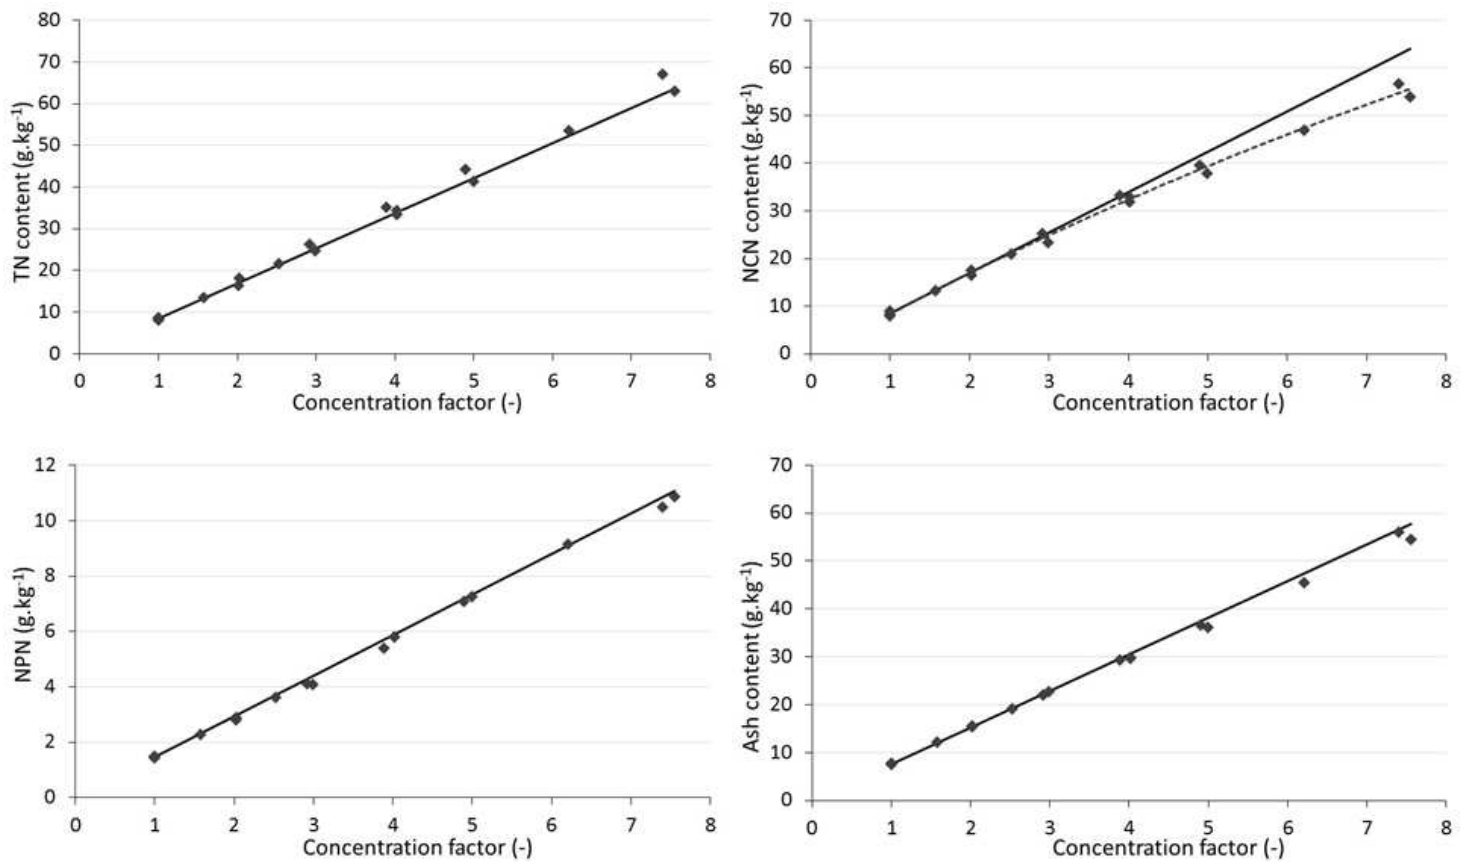 80
70
60
50
40
30
20
10
0
TN content (g.kg-1)
0 1 2 3 4 5 6 7 8
Concentration factor (-)
70
60
50
40
30
20
10
0
NCN content (g.kg-1)
0 1 2 3 4 5 6 7 8
Concentration factor (-)
12
10
8
6
4
2
0
NPN (g.kg-1)
0 1 2 3 4 5 6 7 8
Concentration factor (-)
70
60
50
40
30
20
10
0
Ash content (g.kg-1)
0 1 2 3 4 5 6 7 8
Concentration factor (-)